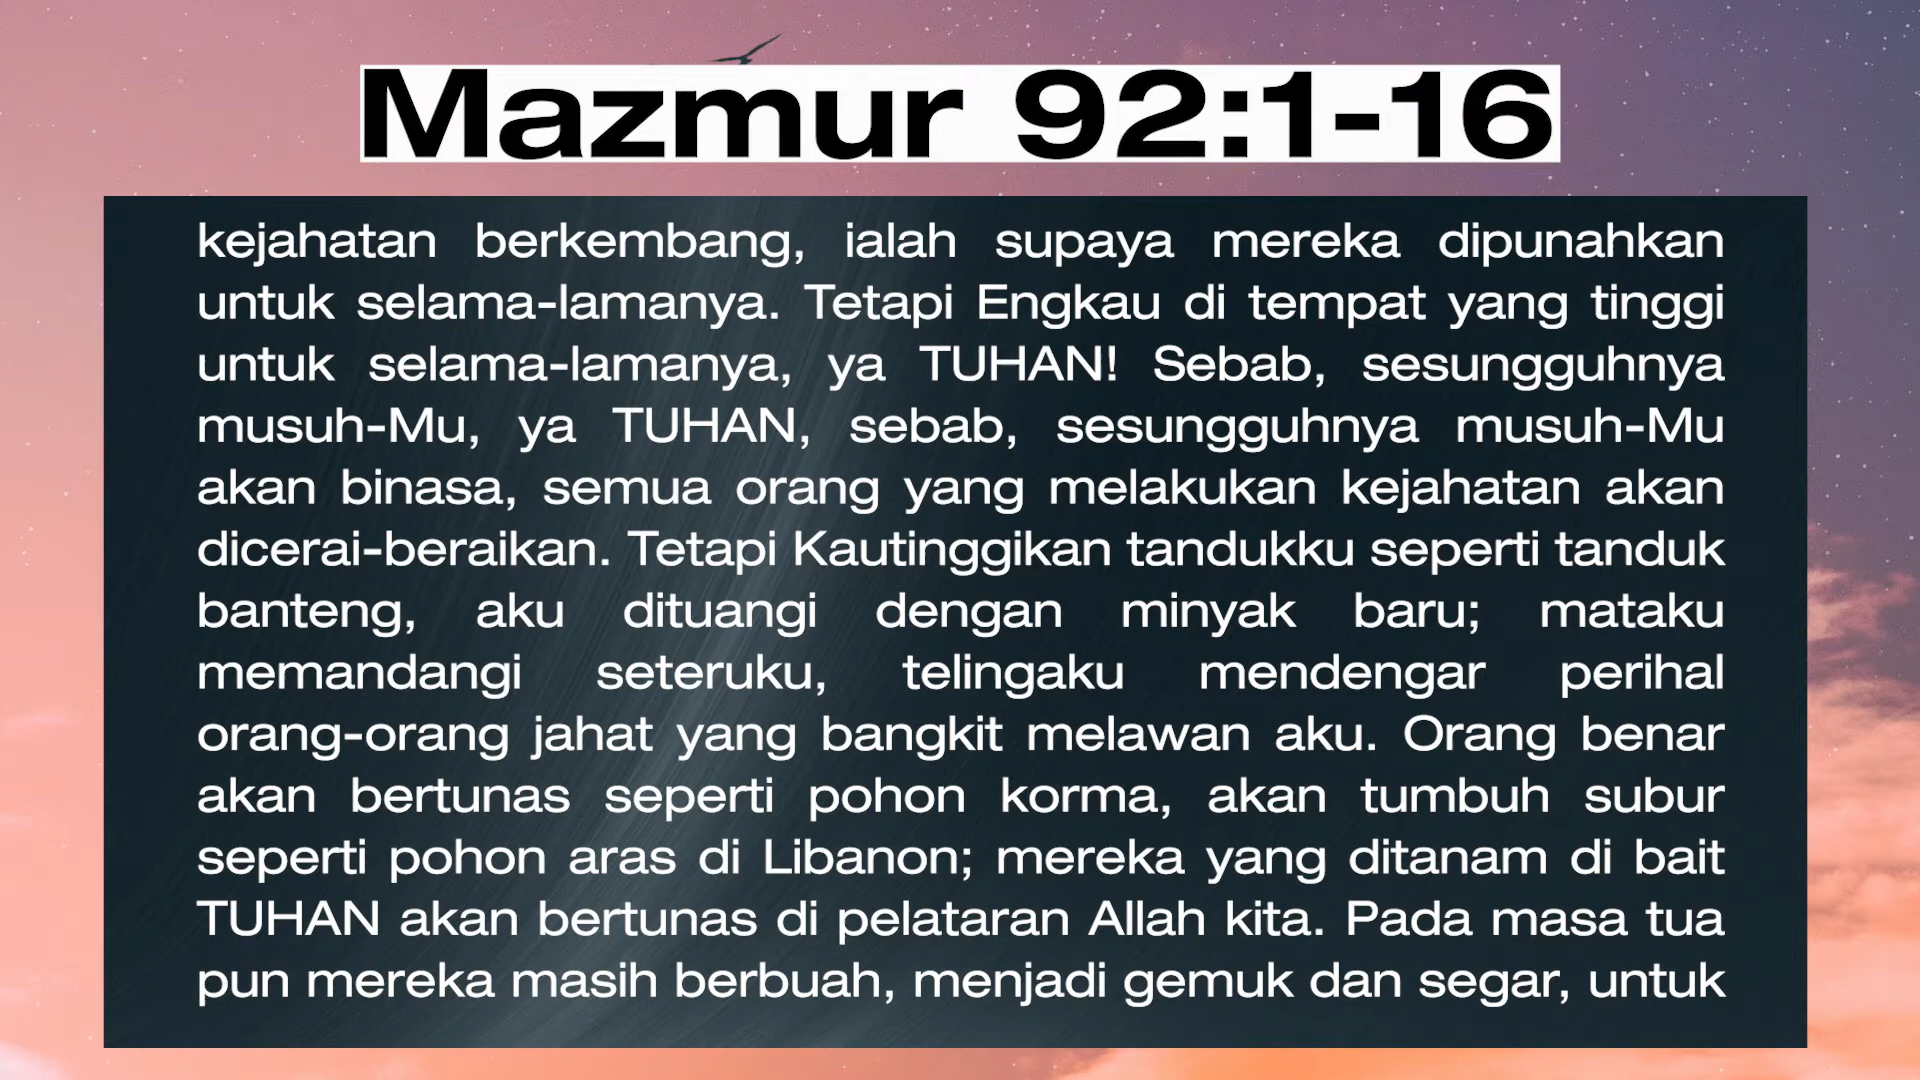 Mazmur 92:1-16
kejahatan berkembang, ialah supaya mereka dipunahkan
untuk selama-lamanya. Tetapi Engkau di tempat yang tinggi
untuk selama-lamanya, ya TUHAN! Sebab, sesungguhnya
musuh-Mu, ya TUHAN, sebab, sesungguhnya musuh-Mu
akan binasa, semua orang yang melakukan kejahatan akan
dicerai-beraikan. Tetapi Kautinggikan tandukku seperti tanduk
banteng, aku dituangi dengan minyak baru; mataku
memandangi seteruku, telingaku mendengar perihal
orang-orang jahat yang bangkit melawan aku. Orang benar
akan bertunas seperti pohon korma, akan tumbuh subur
seperti pohon aras di Libanon; mereka yang ditanam di bait
TUHAN akan bertunas di pelataran Allah kita. Pada masa tua
pun mereka masih berbuah, menjadi gemuk dan segar, untuk